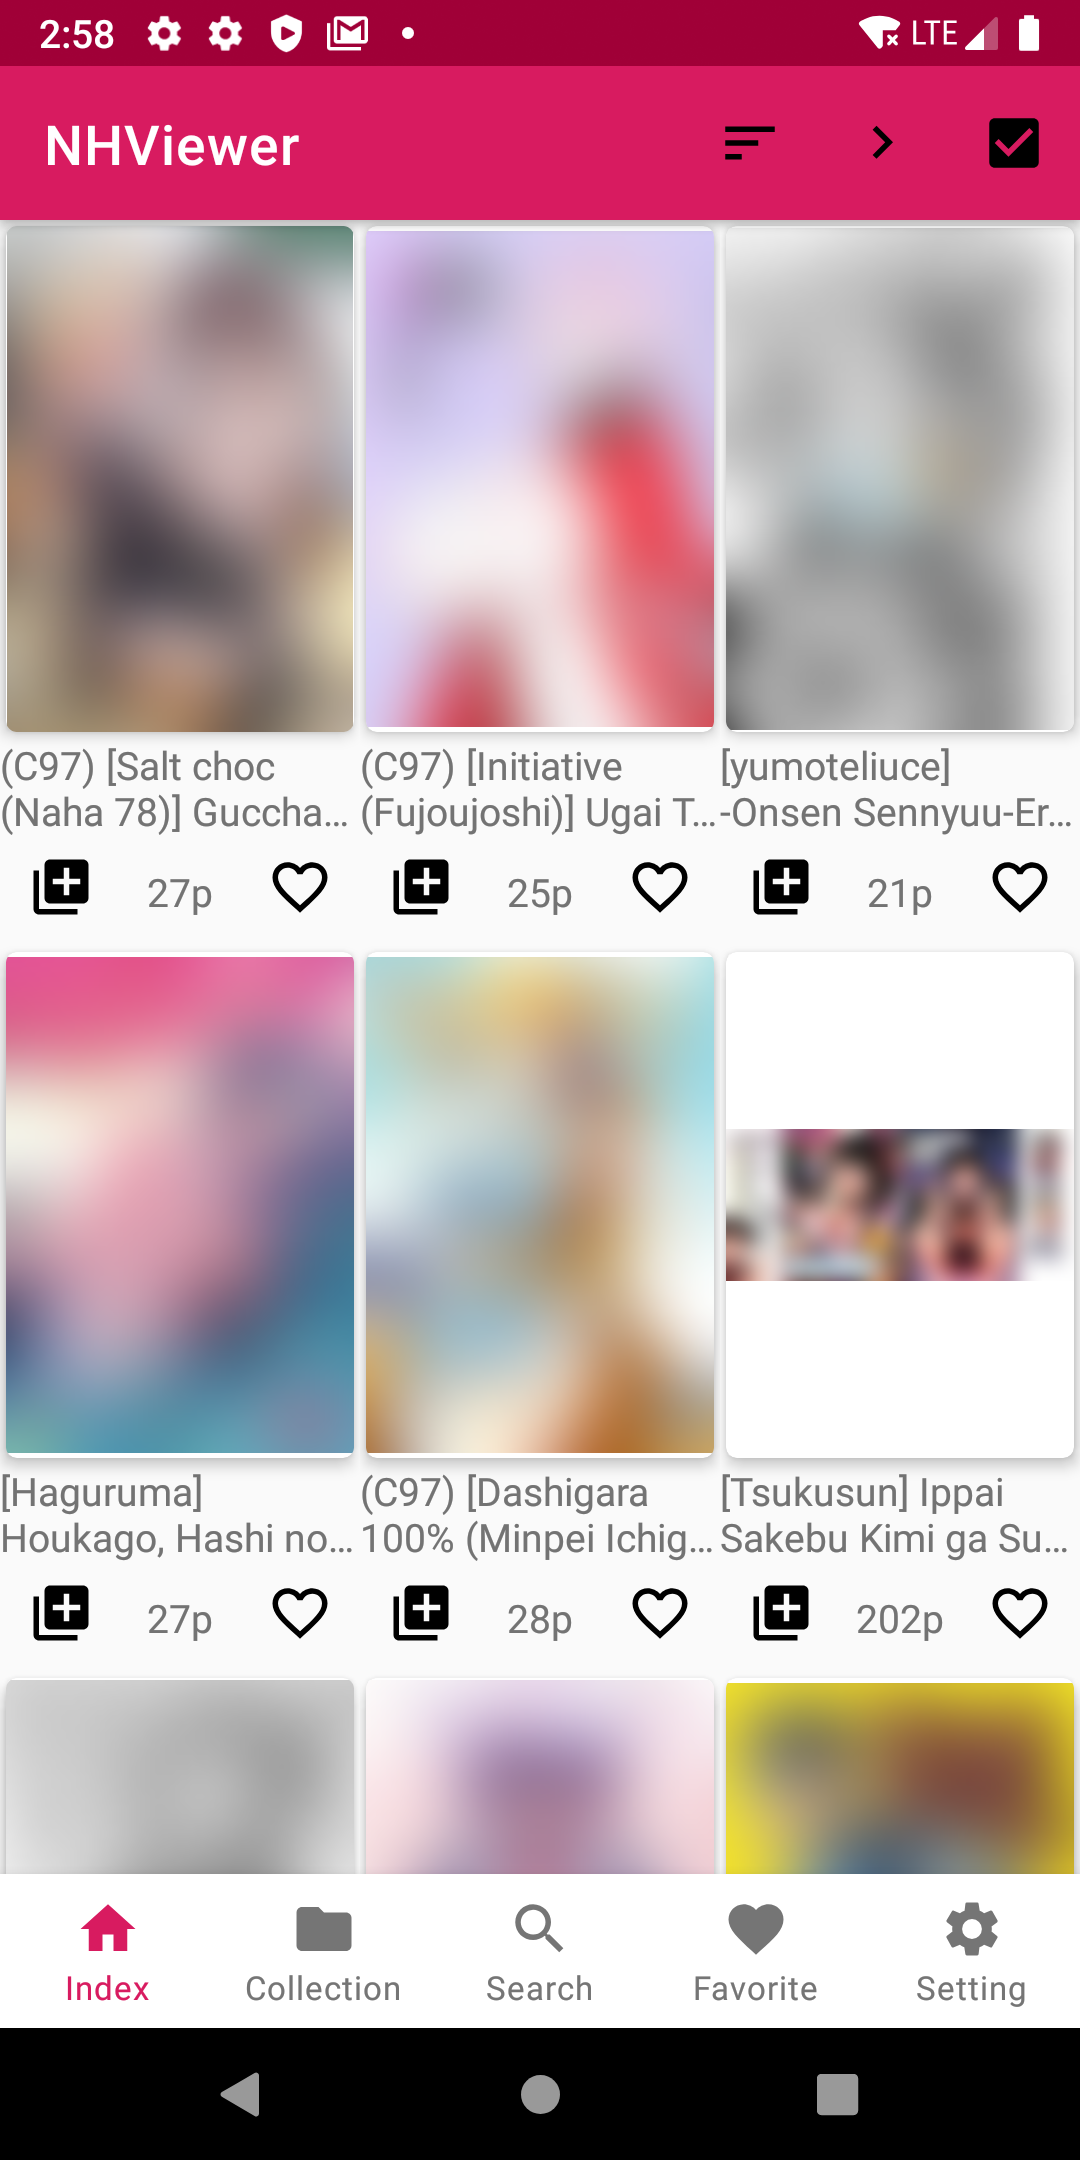 2:58 LTE
NHViewer
(C97) [Salt choc
(Naha 78)] Guccha...
(C97) [Initiative
(Fujoujoshi)] Ugai T...
[yumoteliuce]
-Onsen Sennyuu-Er...
27p
25p
21p
[Haguruma]
Houkago, Hashi no...
(C97) [Dashigara
100% (Minpei Ichig...
[Tsukusun] Ippai
Sakebu Kimi ga Su...
27p
28p
202p
Index
Collection
Search
Favorite
Setting